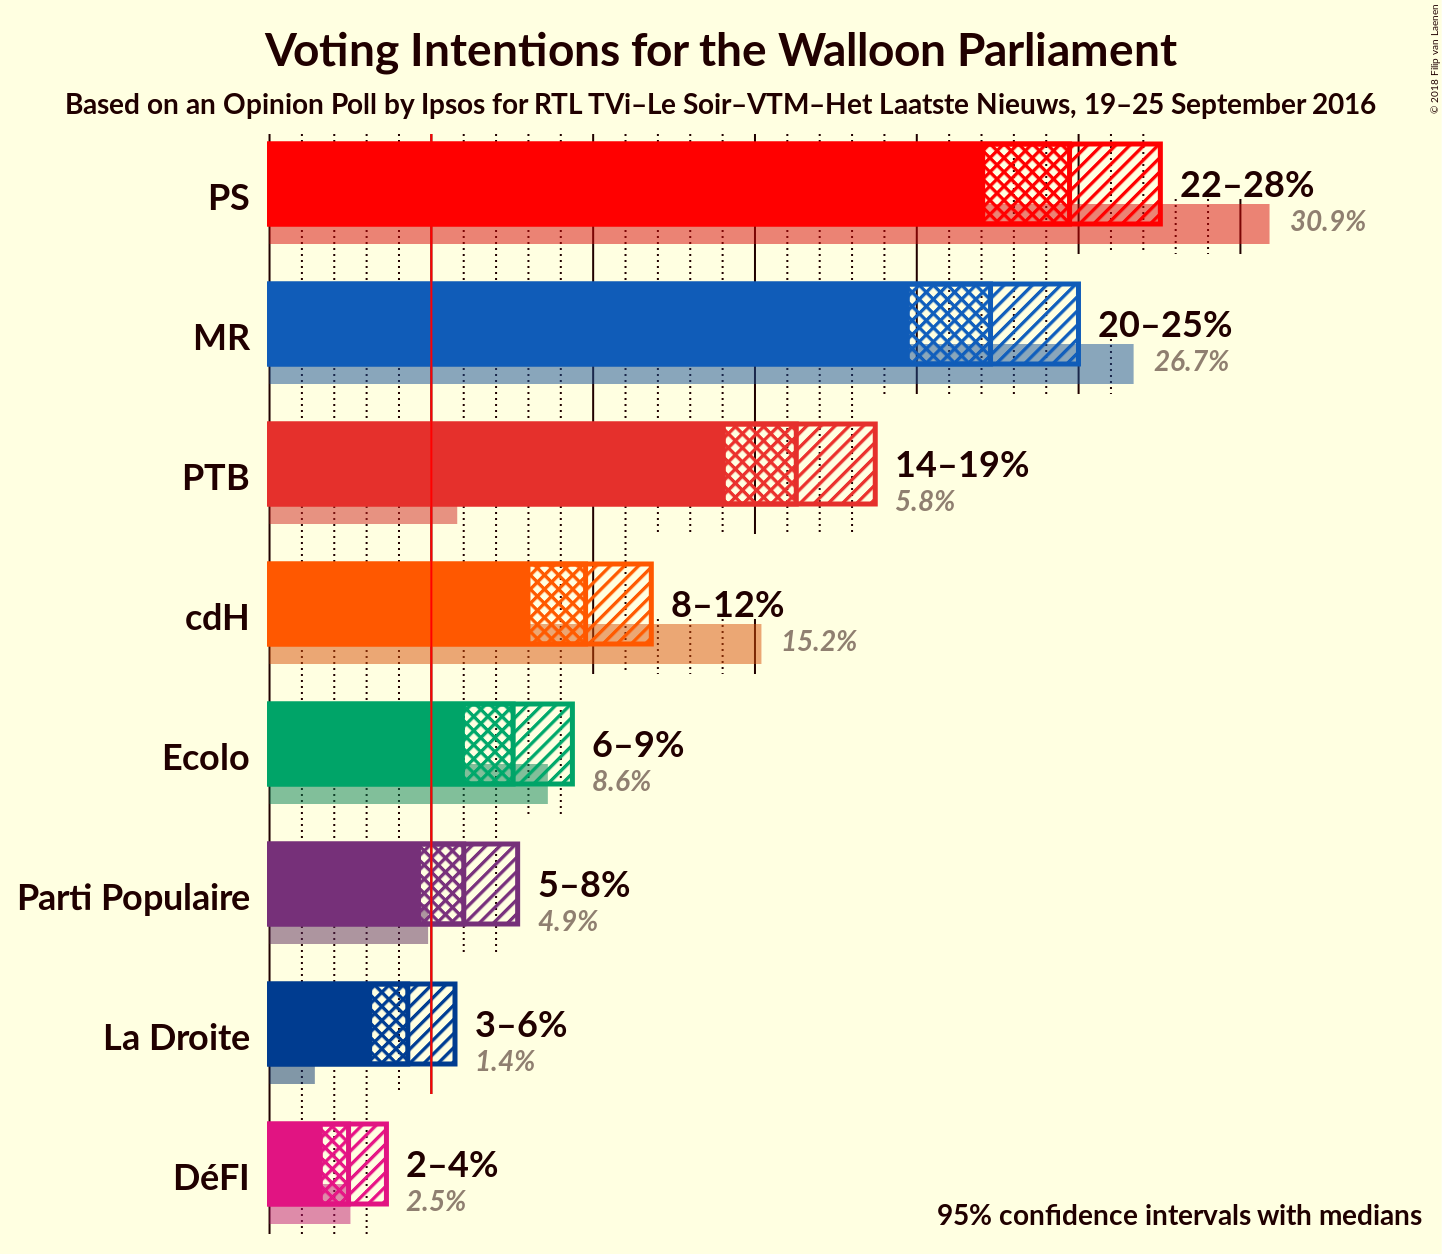 Voting Intentions for the Walloon Parliament
Based on an Opinion Poll by Ipsos for RTL TVi–Le Soir–VTM–Het Laatste Nieuws, 19–25 September 2016
© 2018 Filip van Laenen
PS
22–28%
30.9%
MR
20–25%
26.7%
PTB
14–19%
5.8%
cdH
8–12%
15.2%
Ecolo
6–9%
8.6%
Parti Populaire
5–8%
4.9%
La Droite
3–6%
1.4%
DéFI
2–4%
2.5%
95% confidence intervals with medians